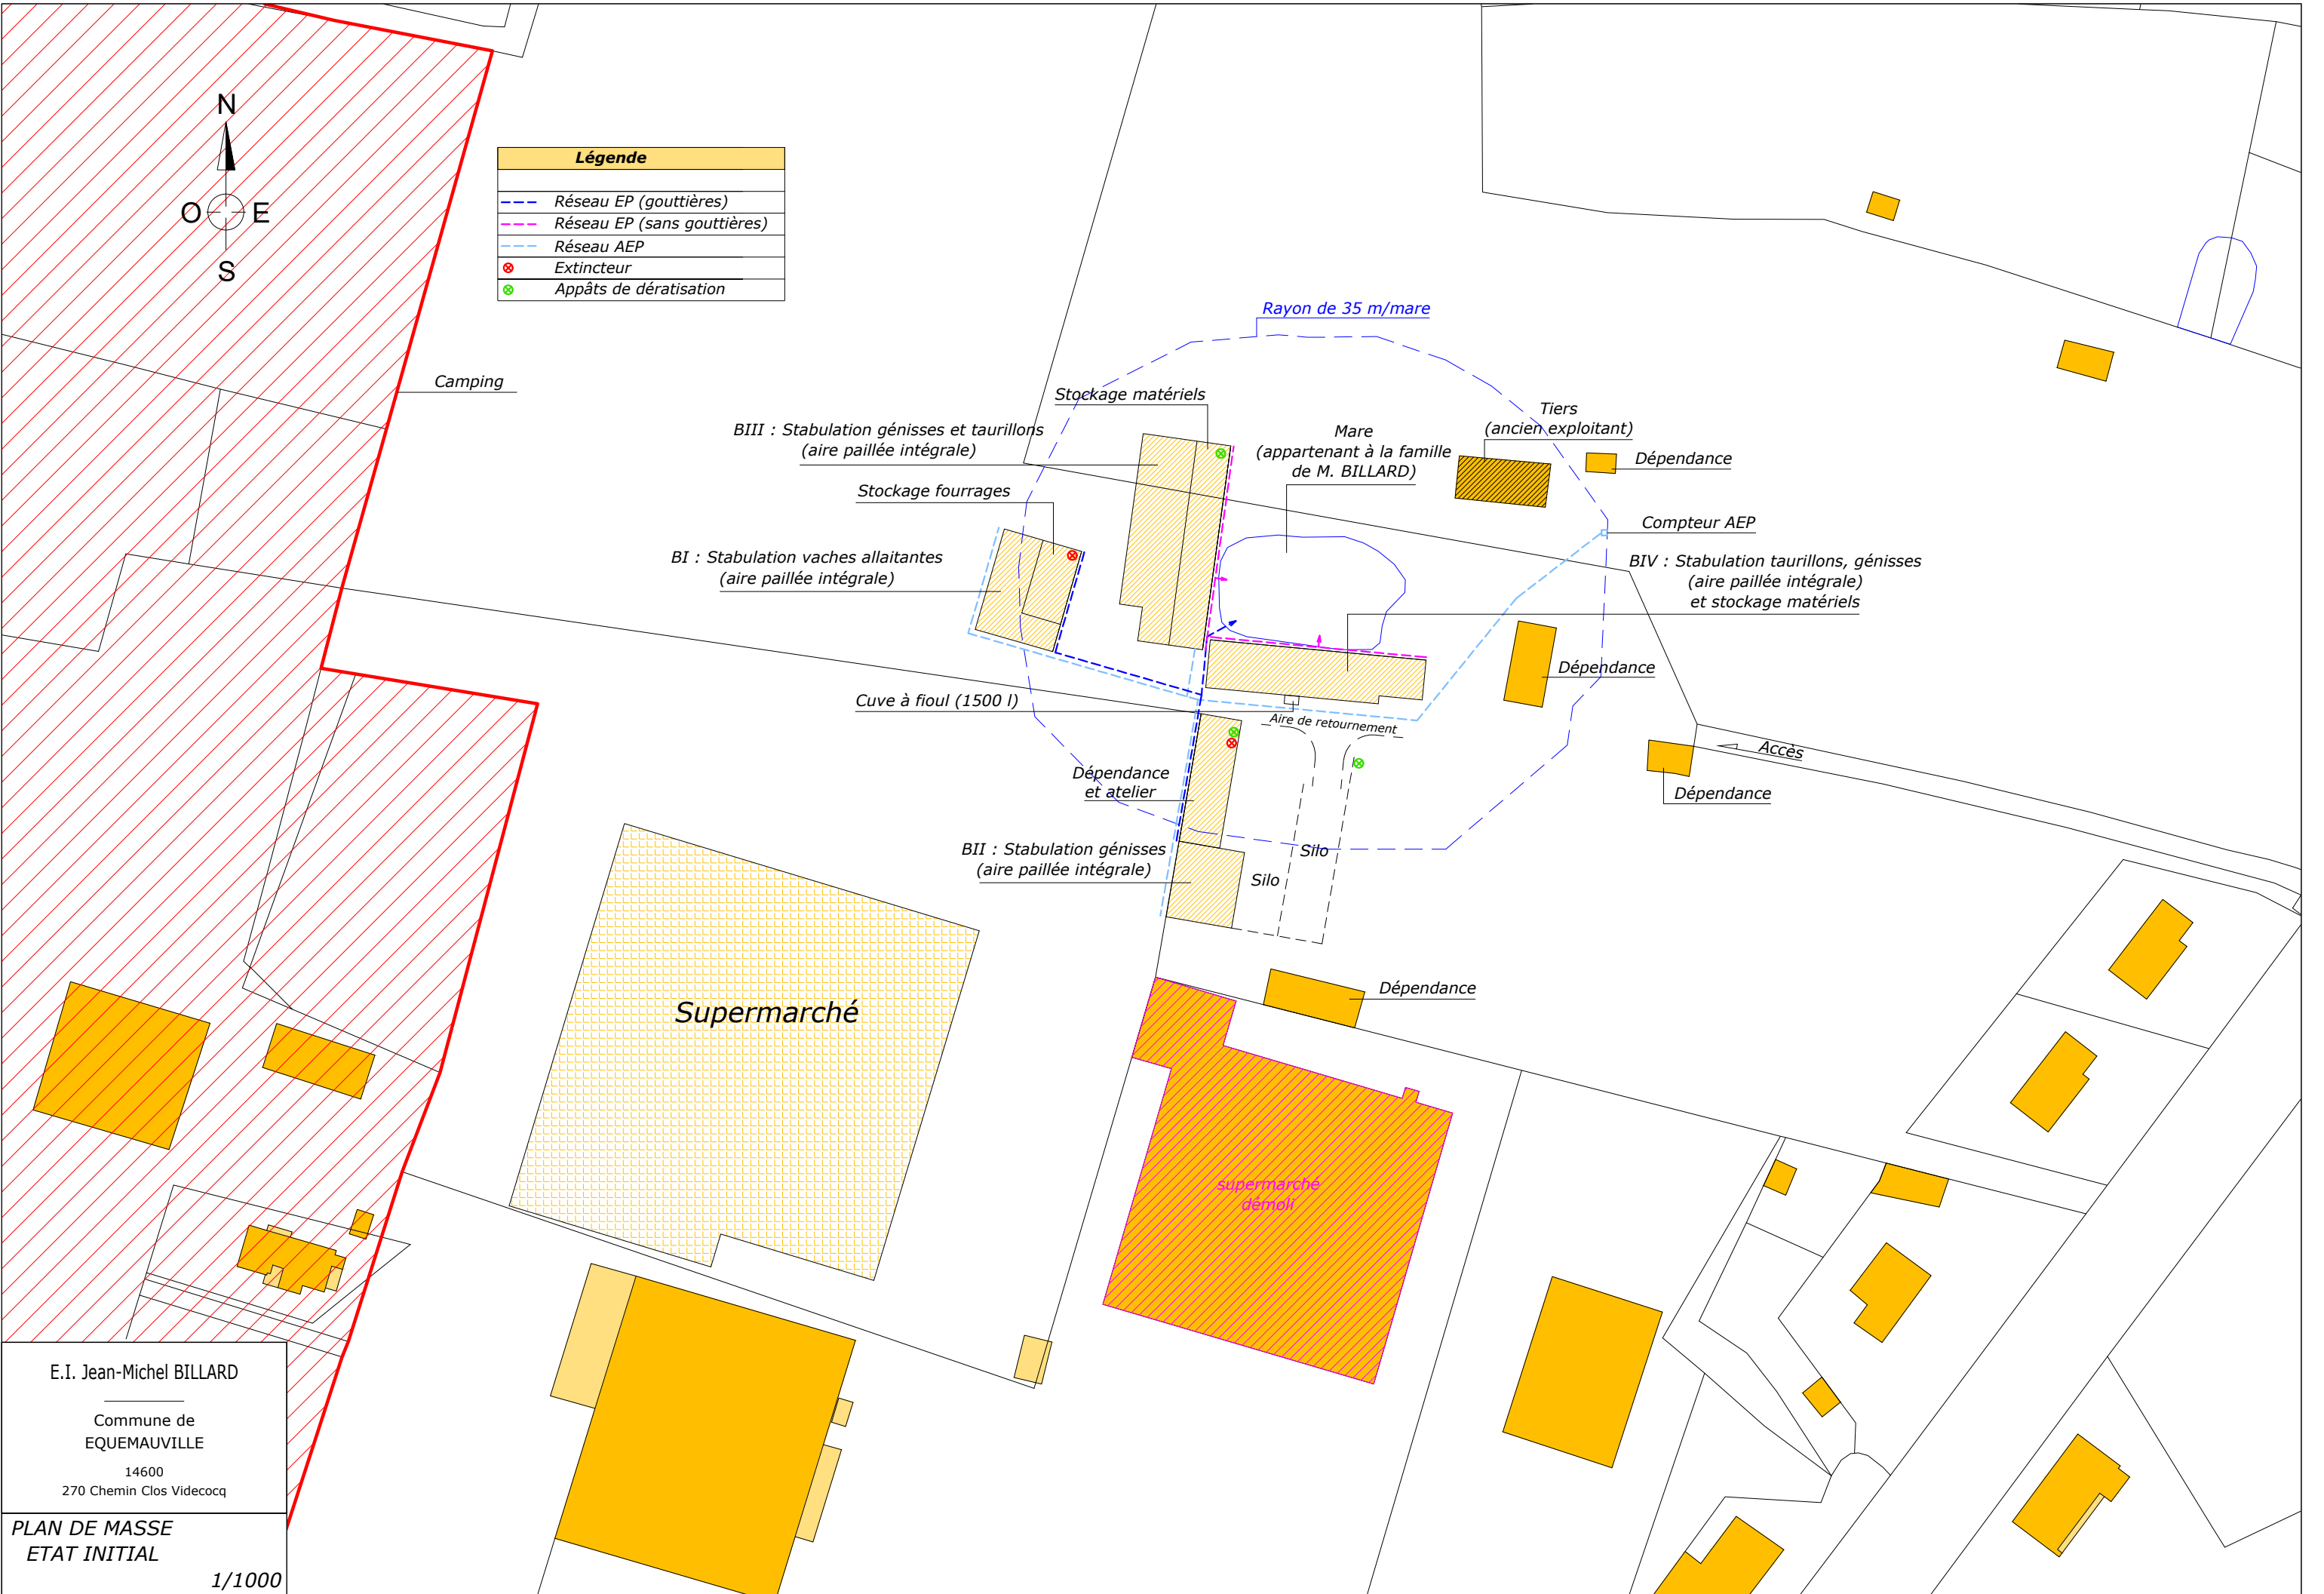 N
O E
S
Légende
Réseau EP (gouttières)
Réseau EP (sans gouttières)
Réseau AEP
Extincteur
Appâts de dératisation
Rayon de 35 m/mare
Camping
Stockage matériels
BIII : Stabulation génisses et taurillons
(aire paillée intégrale)
Mare
(appartenant à la famille
de M. BILLARD)
Tiers
(ancien exploitant)
Dépendance
Stockage fourrages
Compteur AEP
BI : Stabulation vaches allaitantes
(aire paillée intégrale)
BIV : Stabulation taurillons, génisses
(aire paillée intégrale)
et stockage matériels
Dépendance
Cuve à fioul (1500 l)
Aire de retournement
Accès
Dépendance
et atelier
Dépendance
BII : Stabulation génisses
(aire paillée intégrale)
Silo
Silo
Dépendance
Supermarché
supermarché
démoli
E.I. Jean-Michel BILLARD
Commune de
EQUEMAUVILLE
14600
270 Chemin Clos Videcocq
PLAN DE MASSE
ETAT INITIAL
1/1000